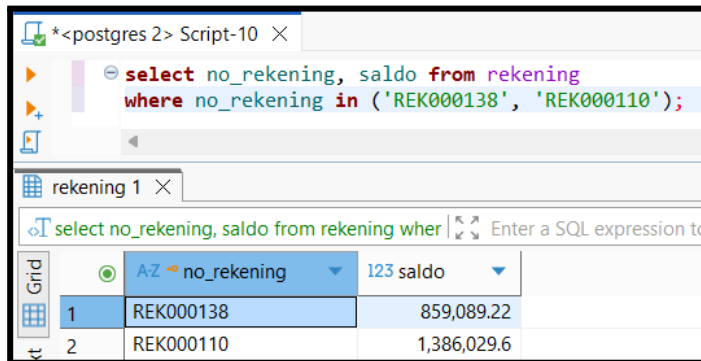 *<postgres 2> Script-10
select no_rekening, saldo from rekening
where no_rekening in ('REK000138', 'REK000110');
rekening 1
select no_rekening, saldo from rekening wher Enter a SQL expression to
Grid
A-Z no_rekening 123 saldo
1 REK000138 859,089.22
2 REK000110 1,386,029.6